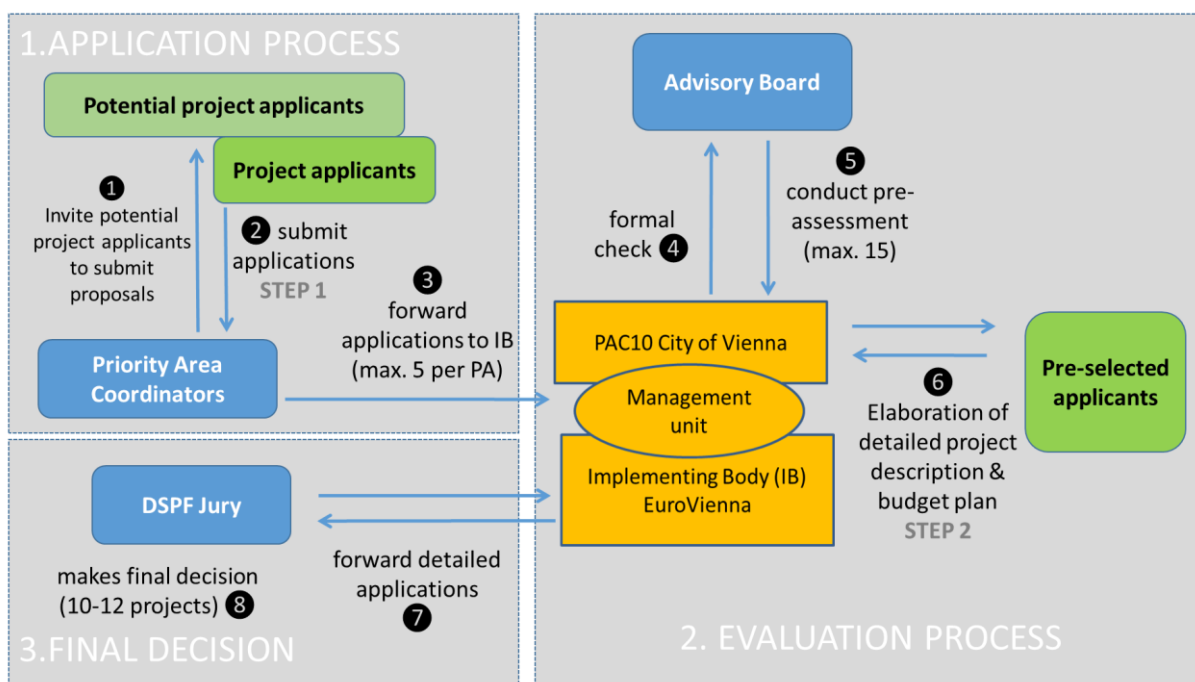 1.APPLICATION PROCESS
Potential project applicants
Project applicants
1
Invite potential
project applicants
to submit
proposals
2 submit
applications
STEP 1
3
forward
applications to IB
(max. 5 per PA)
Priority Area
Coordinators
Advisory Board
formal
check 4
5
conduct pre-
assessment
(max. 15)
PAC10 City of Vienna
Management
unit
Implementing Body (IB)
EuroVienna
Pre-selected
applicants
6
Elaboration of
detailed project
description &
budget plan
STEP 2
2. EVALUATION PROCESS
DSPF Jury
forward detailed
applications
7
makes final decision
(10-12 projects) 8
3.FINAL DECISION